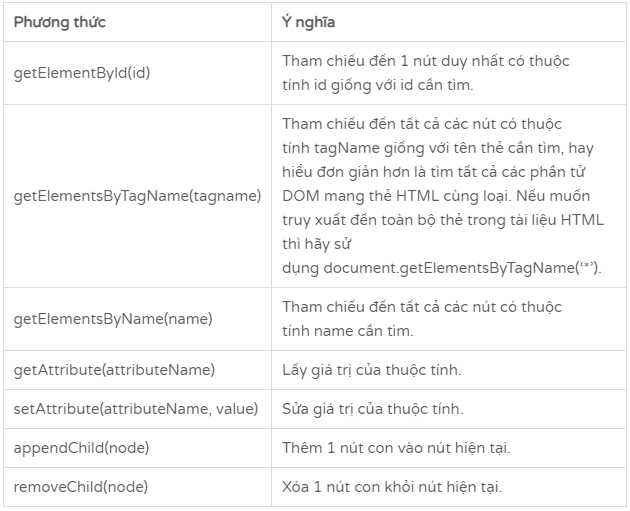 Phương thức Ý nghĩa
getElementById(id) Tham chiếu đến 1 nút duy nhất có thuộc
tính id giống với id cần tìm.
getElementsByTagName(tagname) Tham chiếu đến tất cả các nút có thuộc
tính tagName giống với tên thẻ cần tìm, hay
hiểu đơn giản hơn là tìm tất cả các phần tử
DOM mang thẻ HTML cùng loại. Nếu muốn
truy xuất đến toàn bộ thẻ trong tài liệu HTML
thì hãy sử
dụng document.getElementsByTagName(‘*’).
getElementsByName(name) Tham chiếu đến tất cả các nút có thuộc
tính name cần tìm.
getAttribute(attributeName) Lấy giá trị của thuộc tính.
setAttribute(attributeName, value) Sửa giá trị của thuộc tính.
appendChild(node) Thêm 1 nút con vào nút hiện tại.
removeChild(node) Xóa 1 nút con khỏi nút hiện tại.